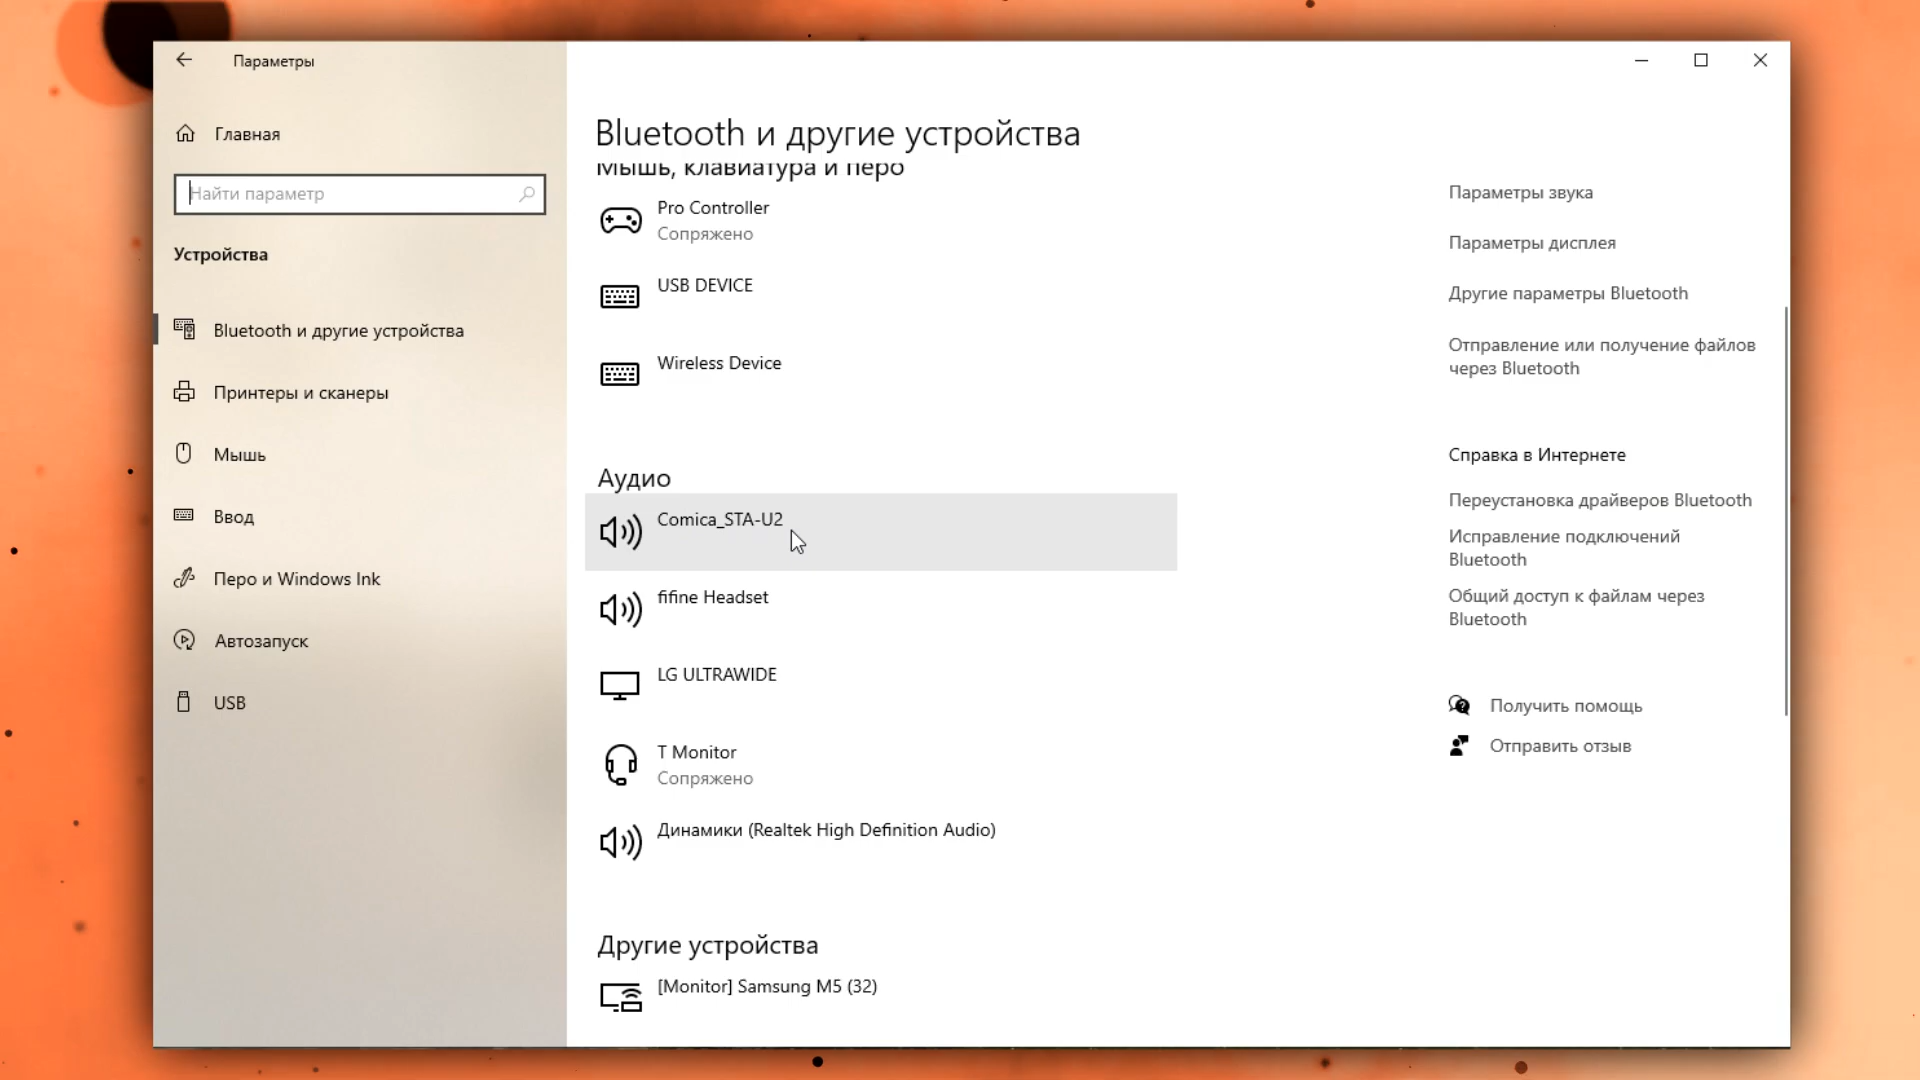 Параметры
Главная
Найти параметр
Устройства
Bluetooth и другие устройства
Принтеры и сканеры
Мышь
Ввод
Перо и Windows Ink
Автозапуск
USB
Bluetooth и другие устройства
Мышь, клавиатура и перо
Pro Controller
Сопряжено
USB DEVICE
Wireless Device
Аудио
Comica_STA-U2
fifine Headset
LG ULTRAWIDE
T Monitor
Сопряжено
Динамики (Realtek High Definition Audio)
Другие устройства
[Monitor] Samsung M5 (32)
Параметры звука
Параметры дисплея
Другие параметры Bluetooth
Отправление или получение файлов
через Bluetooth
Справка в Интернете
Переустановка драйверов Bluetooth
Исправление подключений
Bluetooth
Общий доступ к файлам через
Bluetooth
Получить помощь
Отправить отзыв